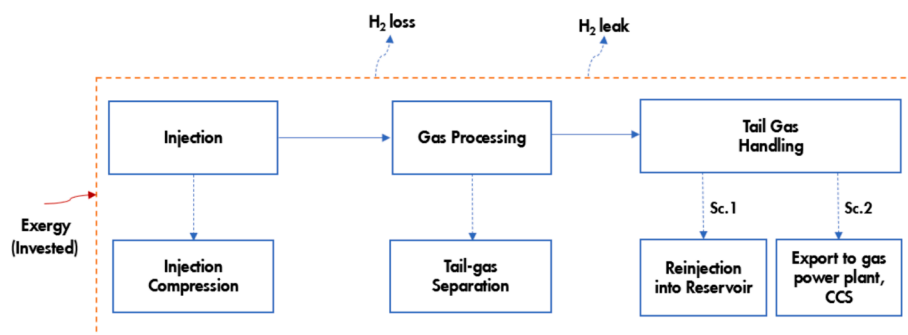 H₂ loss
H₂ leak
Injection
Gas Processing
Tail Gas
Handling
Sc.1
Sc.2
Exergy
(Invested)
Injection
Compression
Tail-gas
Separation
Reinjection
into Reservoir
Export to gas
power plant,
CCS